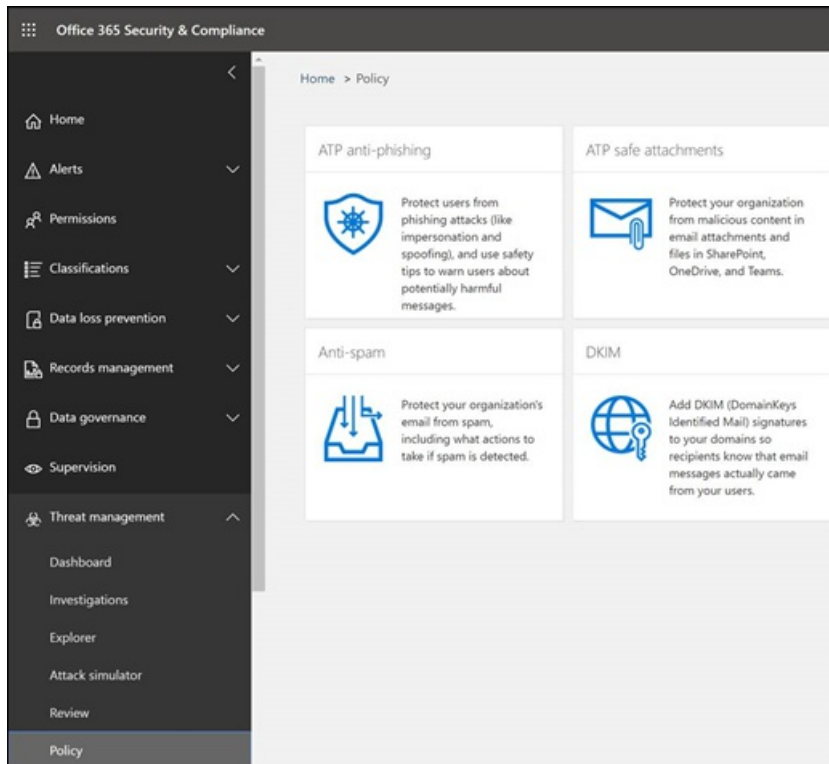 Office 365 Security & Compliance
Home > Policy
Home
Alerts
Permissions
Classifications
Data loss prevention
Records management
Data governance
Supervision
Threat management
Dashboard
Investigations
Explorer
Attack simulator
Review
Policy
ATP anti-phishing
Protect users from
phishing attacks (like
impersonation and
spoofing), and use safety
tips to warn users about
potentially harmful
messages.
ATP safe attachments
Protect your organization
from malicious content in
email attachments and
files in SharePoint,
OneDrive, and Teams.
Anti-spam
Protect your organization's
email from spam,
including what actions to
take if spam is detected.
DKIM
Add DKIM (DomainKeys
Identified Mail) signatures
to your domains so
recipients know that email
messages actually came
from your users.